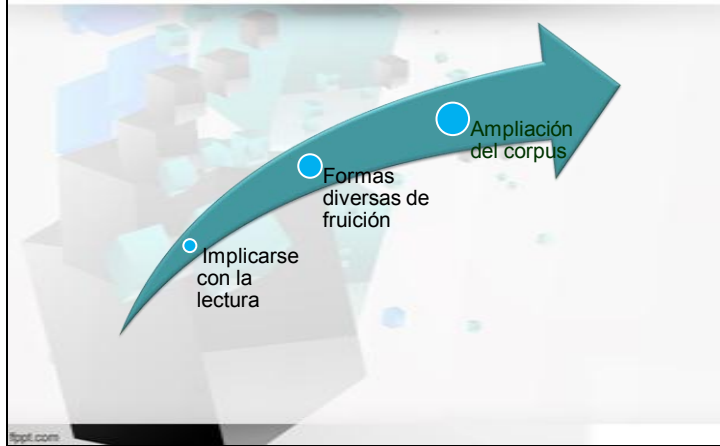 Ampliación
del corpus
Formas
diversas de
fruición
Implicarse
con la
lectura
fppt.com